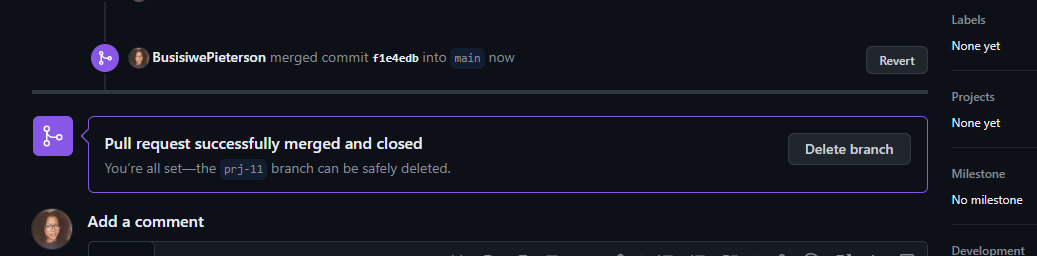 Labels
BusisiwePieterson merged commit f1e4edb into main now
Revert
None yet
Projects
Pull request successfully merged and closed
Delete branch
None yet
You're all set—the prj-11 branch can be safely deleted.
Milestone
No milestone
Add a comment
Development